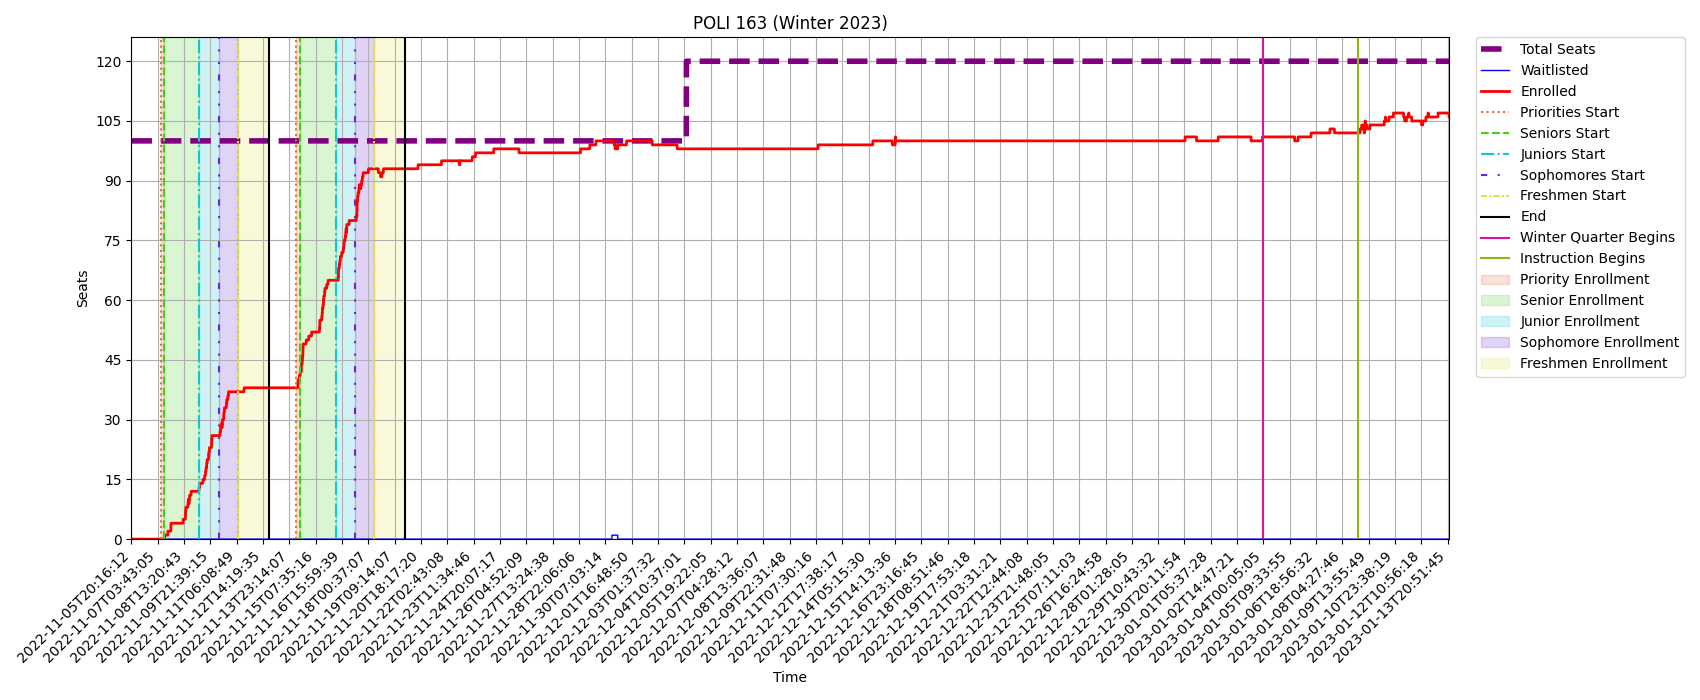 POLI 163 (Winter 2023)
Seats
120
105
90
75
60
45
30
15
0
2022-11-05T20:16:12
2022-11-07T03:43:05
2022-11-08T13:20:43
2022-11-09T21:39:15
2022-11-11T06:08:49
2022-11-12T14:19:35
2022-11-13T23:14:07
2022-11-15T07:35:16
2022-11-16T15:59:39
2022-11-18T00:37:07
2022-11-19T09:14:07
2022-11-20T18:17:20
2022-11-22T02:43:08
2022-11-23T11:34:46
2022-11-24T20:07:17
2022-11-26T04:52:09
2022-11-27T13:24:38
2022-11-28T22:06:06
2022-11-30T07:03:14
2022-12-01T16:48:50
2022-12-03T01:37:32
2022-12-04T10:37:01
2022-12-05T19:22:05
2022-12-07T04:28:12
2022-12-08T13:36:07
2022-12-09T22:31:48
2022-12-11T07:30:16
2022-12-12T17:38:17
2022-12-14T05:15:30
2022-12-15T14:13:36
2022-12-16T23:16:45
2022-12-18T08:51:46
2022-12-19T17:53:18
2022-12-21T03:31:21
2022-12-22T12:44:08
2022-12-23T21:48:05
2022-12-25T07:11:03
2022-12-26T16:24:58
2022-12-28T01:28:05
2022-12-29T10:43:32
2022-12-30T20:11:54
2023-01-01T05:37:28
2023-01-02T14:47:21
2023-01-04T00:05:05
2023-01-05T09:33:55
2023-01-06T18:56:32
2023-01-08T04:27:46
2023-01-09T13:55:49
2023-01-10T23:38:19
2023-01-12T10:56:18
2023-01-13T20:51:45
Time
Total Seats
Waitlisted
Enrolled
Priorities Start
Seniors Start
Juniors Start
Sophomores Start
Freshmen Start
End
Winter Quarter Begins
Instruction Begins
Priority Enrollment
Senior Enrollment
Junior Enrollment
Sophomore Enrollment
Freshmen Enrollment